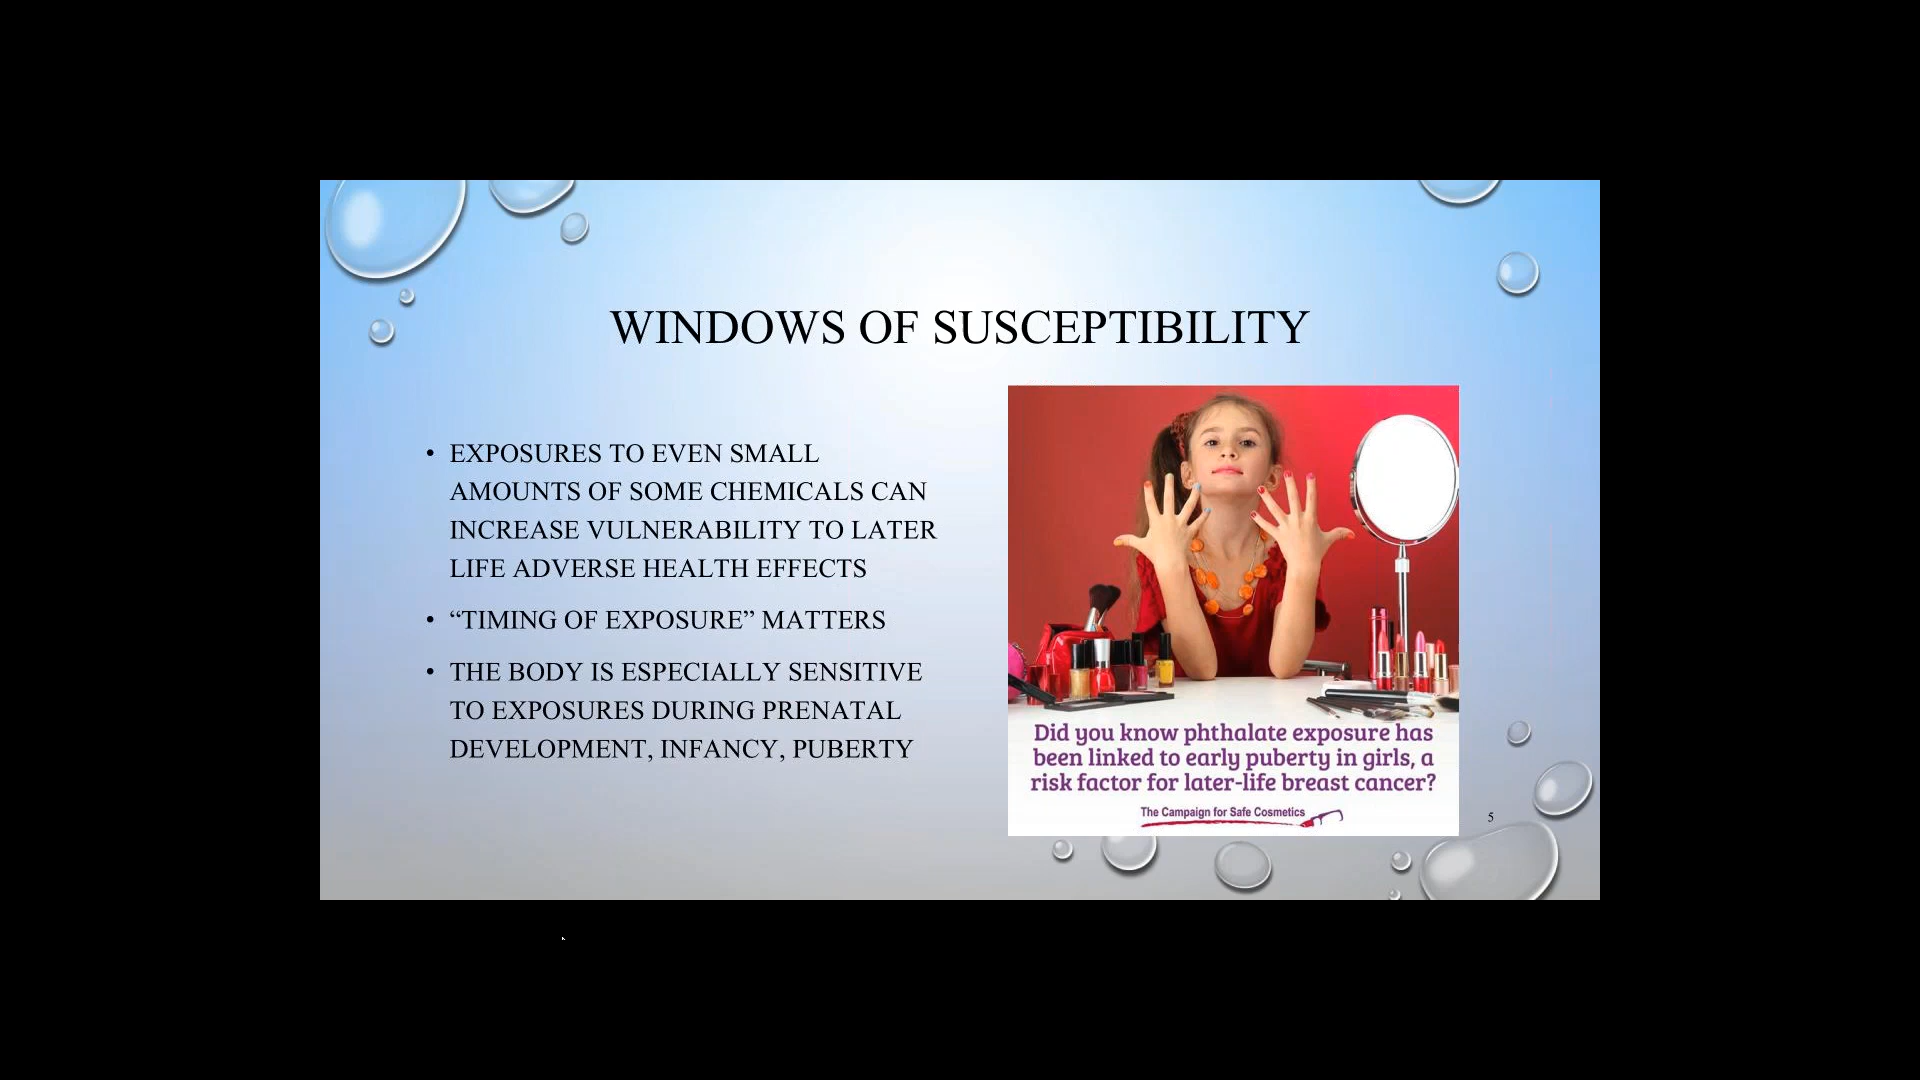 WINDOWS OF SUSCEPTIBILITY
• EXPOSURES TO EVEN SMALL
AMOUNTS OF SOME CHEMICALS CAN
INCREASE VULNERABILITY TO LATER
LIFE ADVERSE HEALTH EFFECTS
• “TIMING OF EXPOSURE” MATTERS
• THE BODY IS ESPECIALLY SENSITIVE
TO EXPOSURES DURING PRENATAL
DEVELOPMENT, INFANCY, PUBERTY
Did you know phthalate exposure has
been linked to early puberty in girls, a
risk factor for later-life breast cancer?
The Campaign for Safe Cosmetics
5